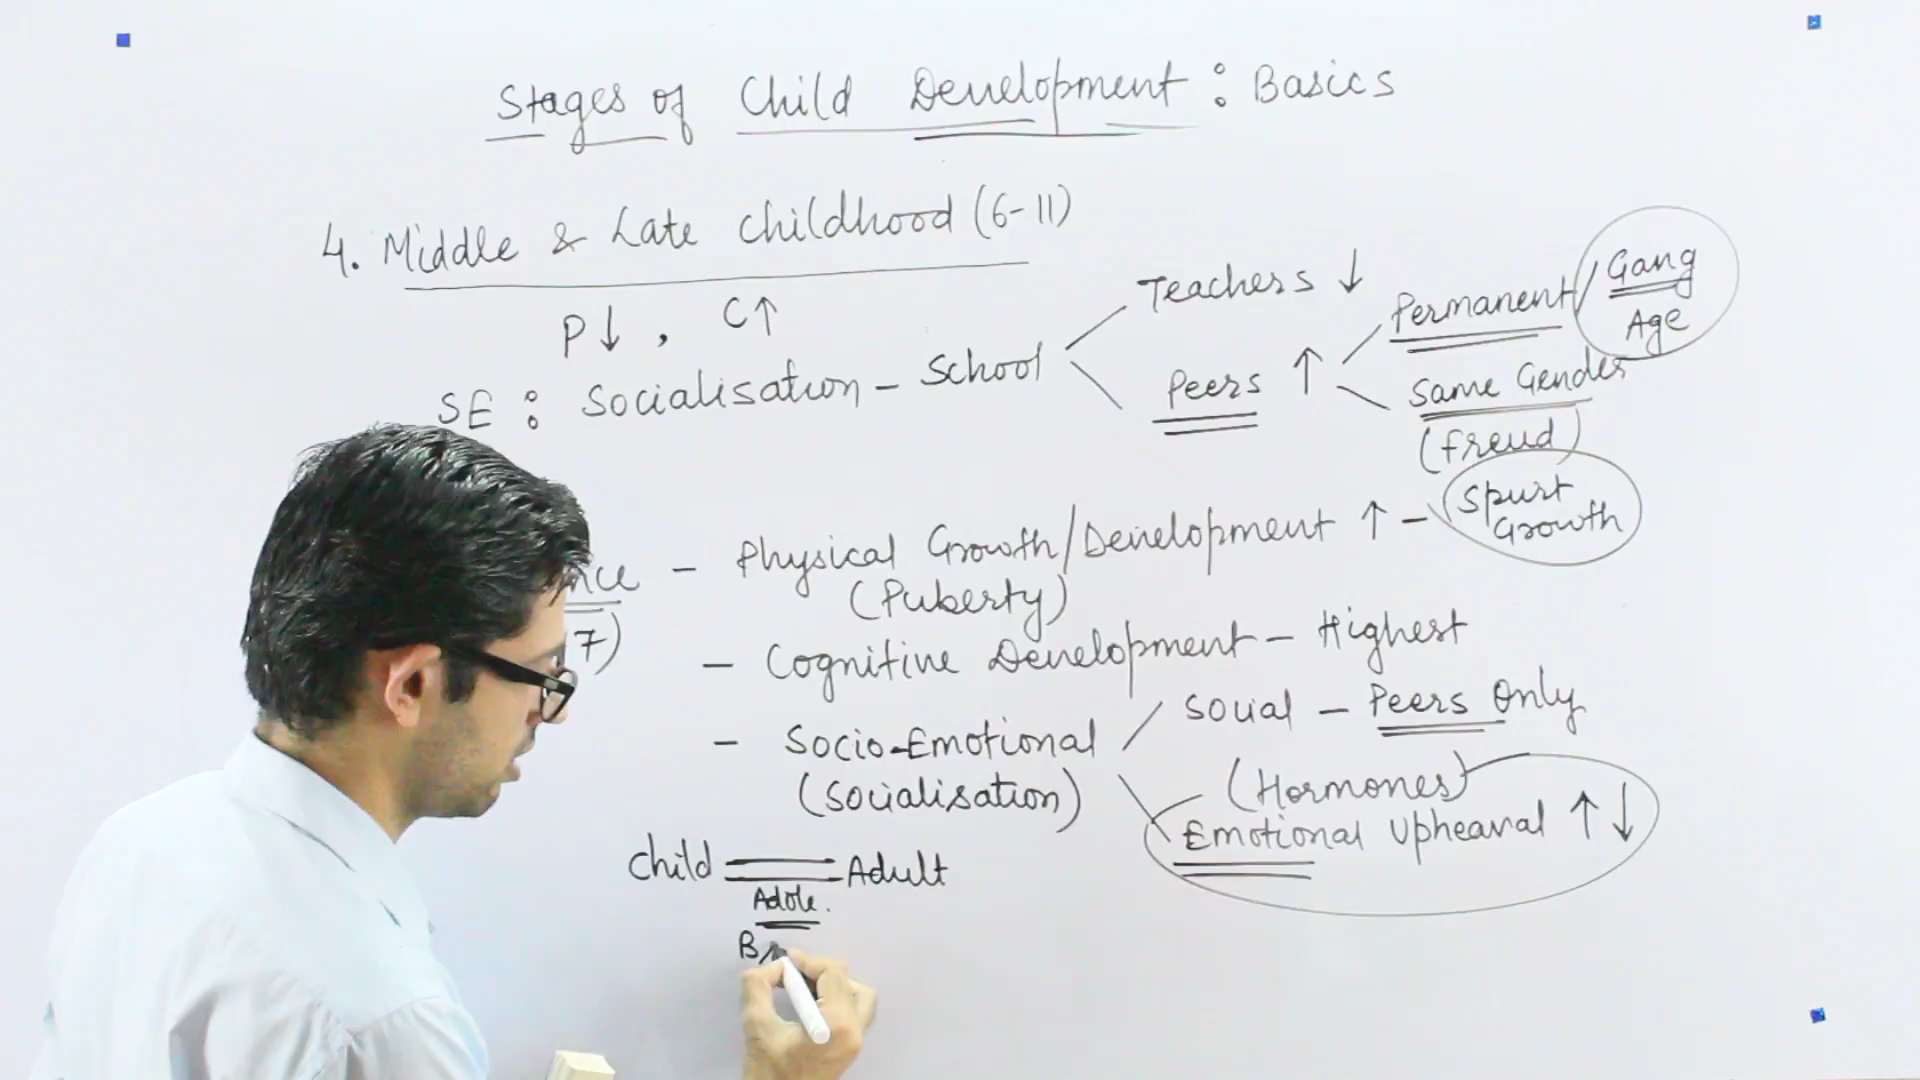 Stages of Child Development : Basics
4. Middle & Late Childhood (6-11)
P↓ , C↑
SE : Socialisation - School
Teachers ↓
Peers ↑
Permanent / Gang Age
Same Gender
(Freud)
- Physical Growth/Development ↑ - Spurt Growth
(Puberty)
7)
- Cognitive Development - Highest
- Socio-Emotional
(Socialisation)
Social - Peers Only
(Hormones)
Emotional Upheaval ↑↓
Child = Adult
Adole.
B